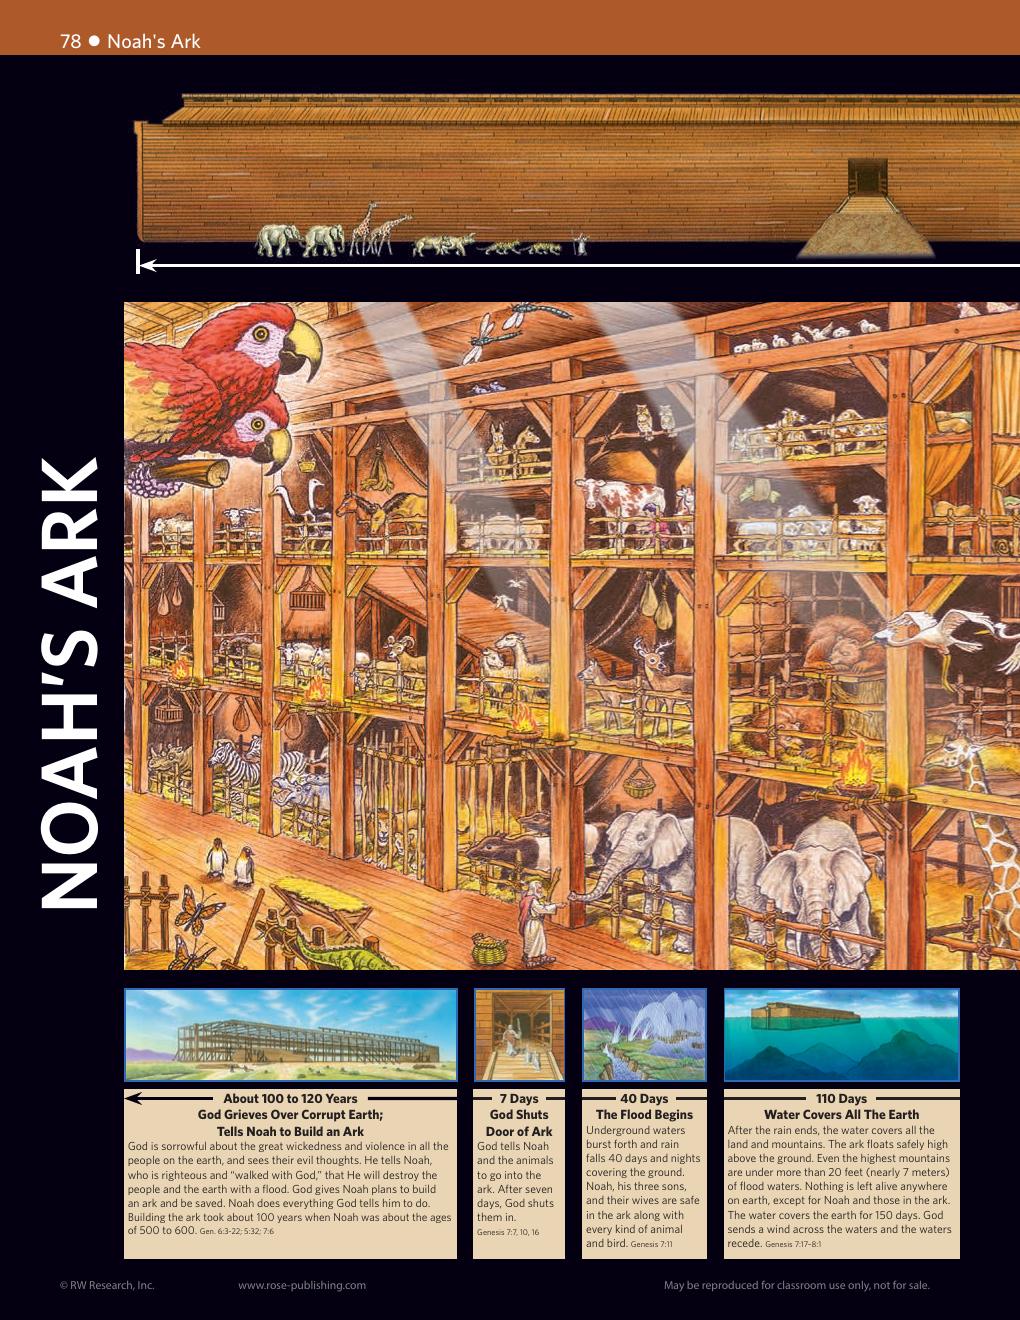 78 ● Noah's Ark
NOAH'S ARK
About 100 to 120 Years
God Grieves Over Corrupt Earth;
Tells Noah to Build an Ark
God is sorrowful about the great wickedness and violence in all the
people on the earth, and sees their evil thoughts. He tells Noah,
who is righteous and "walked with God," that He will destroy the
people and the earth with a flood. God gives Noah plans to build
an ark and be saved. Noah does everything God tells him to do.
Building the ark took about 100 years when Noah was about the ages
of 500 to 600. Gen. 6:3-22; 5:32; 7:6
7 Days
God Shuts
Door of Ark
God tells Noah
and the animals
to go into the
ark. After seven
days, God shuts
them in.
Genesis 7:7, 10, 16
40 Days
The Flood Begins
Underground waters
burst forth and rain
falls 40 days and nights
covering the ground.
Noah, his three sons,
and their wives are safe
in the ark along with
every kind of animal
and bird. Genesis 7:11
110 Days
Water Covers All The Earth
After the rain ends, the water covers all the
land and mountains. The ark floats safely high
above the ground. Even the highest mountains
are under more than 20 feet (nearly 7 meters)
of flood waters. Nothing is left alive anywhere
on earth, except for Noah and those in the ark.
The water covers the earth for 150 days. God
sends a wind across the waters and the waters
recede. Genesis 7:17–8:1
© RW Research, Inc.
www.rose-publishing.com
May be reproduced for classroom use only, not for sale.